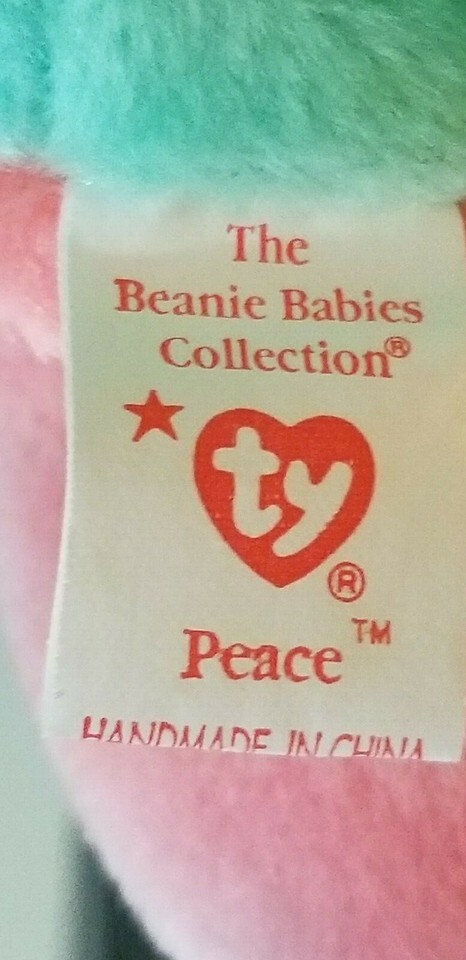 The
Beanie Babies
Collection®
ty®
Peace™
HANDMADE IN CHINA